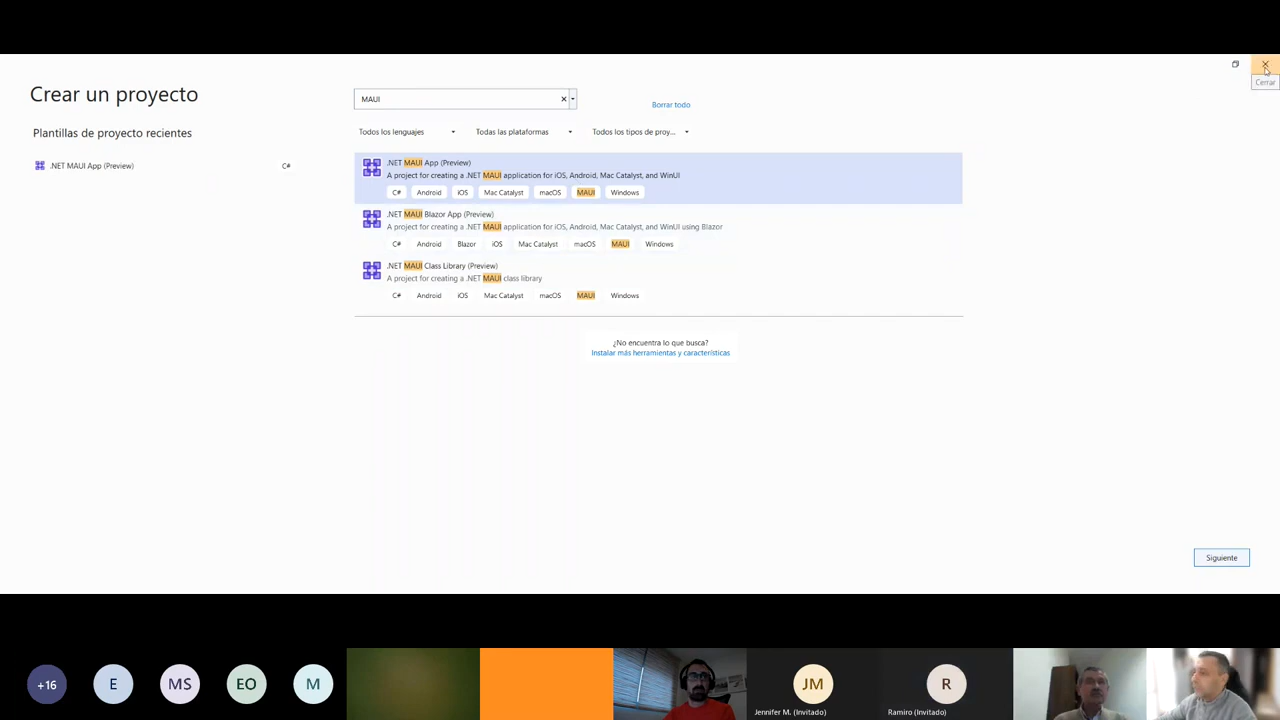 Crear un proyecto
Plantillas de proyecto recientes
.NET MAUI App (Preview) C#
MAUI
Borrar todo
Todos los lenguajes Todas las plataformas Todos los tipos de proy...
.NET MAUI App (Preview)
A project for creating a .NET MAUI application for iOS, Android, Mac Catalyst, and WinUI
C# Android iOS Mac Catalyst macOS MAUI Windows
.NET MAUI Blazor App (Preview)
A project for creating a .NET MAUI application for iOS, Android, Mac Catalyst, and WinUI using Blazor
C# Android Blazor iOS Mac Catalyst macOS MAUI Windows
.NET MAUI Class Library (Preview)
A project for creating a .NET MAUI class library
C# Android iOS Mac Catalyst macOS MAUI Windows
¿No encuentra lo que busca?
Instalar más herramientas y características
Cerrar
Siguiente
+16 E MS EO M JM R
Jennifer M. (Invitado) Ramiro (Invitado)